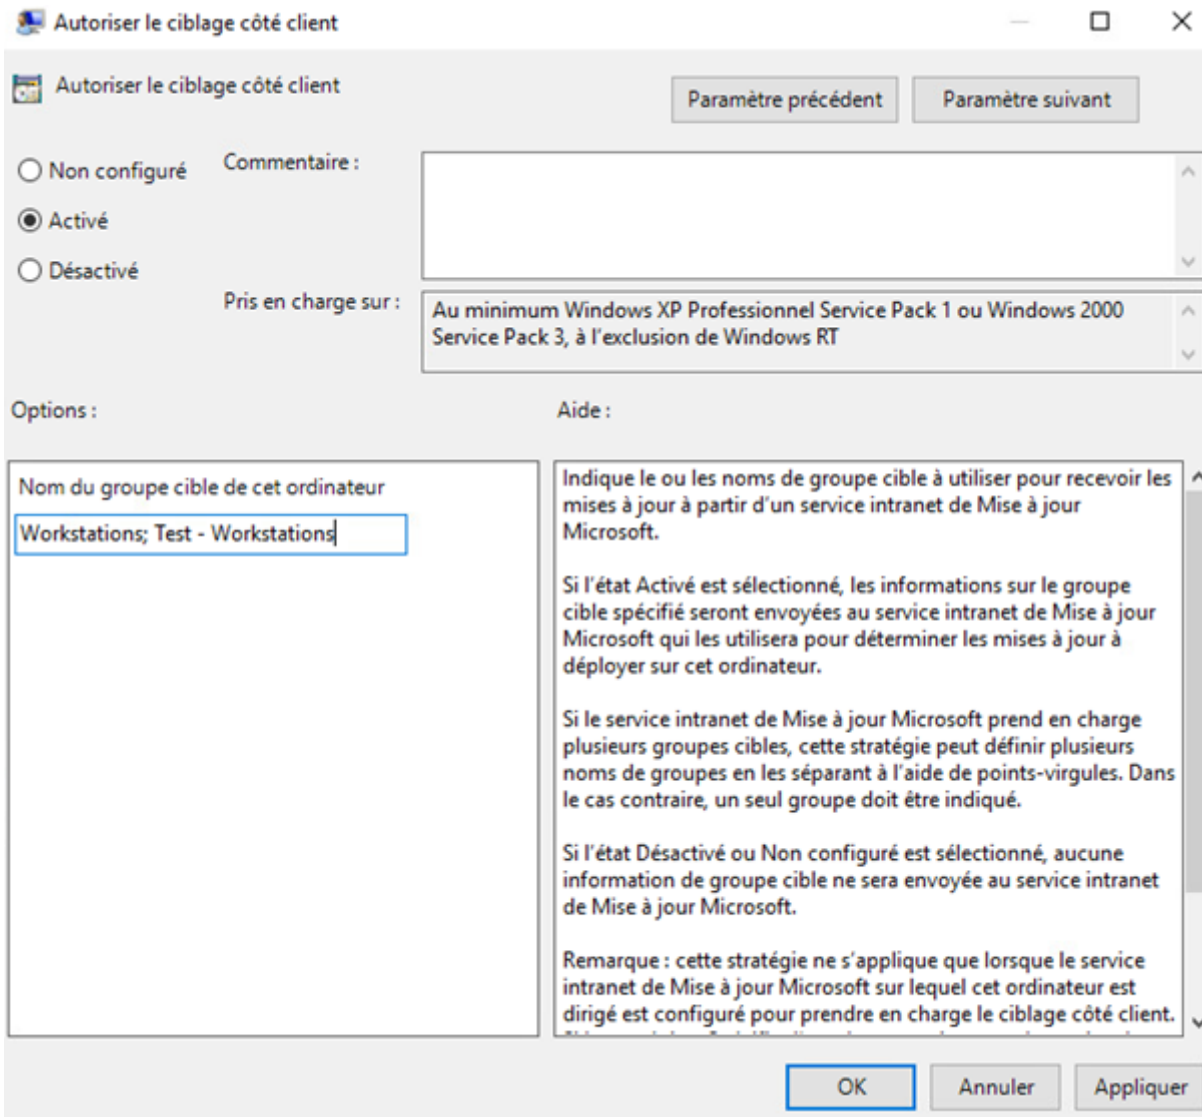 Autoriser le ciblage côté client
Autoriser le ciblage côté client
Paramètre précédent
Paramètre suivant
Non configuré
Commentaire :
Activé
Désactivé
Pris en charge sur :
Au minimum Windows XP Professionnel Service Pack 1 ou Windows 2000
Service Pack 3, à l’exclusion de Windows RT
Options :
Aide :
Nom du groupe cible de cet ordinateur
Workstations; Test - Workstations
Indique le ou les noms de groupe cible à utiliser pour recevoir les
mises à jour à partir d’un service intranet de Mise à jour
Microsoft.
Si l’état Activé est sélectionné, les informations sur le groupe
cible spécifié seront envoyées au service intranet de Mise à jour
Microsoft qui les utilisera pour déterminer les mises à jour à
déployer sur cet ordinateur.
Si le service intranet de Mise à jour Microsoft prend en charge
plusieurs groupes cibles, cette stratégie peut définir plusieurs
noms de groupes en les séparant à l’aide de points-virgules. Dans
le cas contraire, un seul groupe doit être indiqué.
Si l’état Désactivé ou Non configuré est sélectionné, aucune
information de groupe cible ne sera envoyée au service intranet
de Mise à jour Microsoft.
Remarque : cette stratégie ne s’applique que lorsque le service
intranet de Mise à jour Microsoft sur lequel cet ordinateur est
dirigé est configuré pour prendre en charge le ciblage côté client.
OK
Annuler
Appliquer